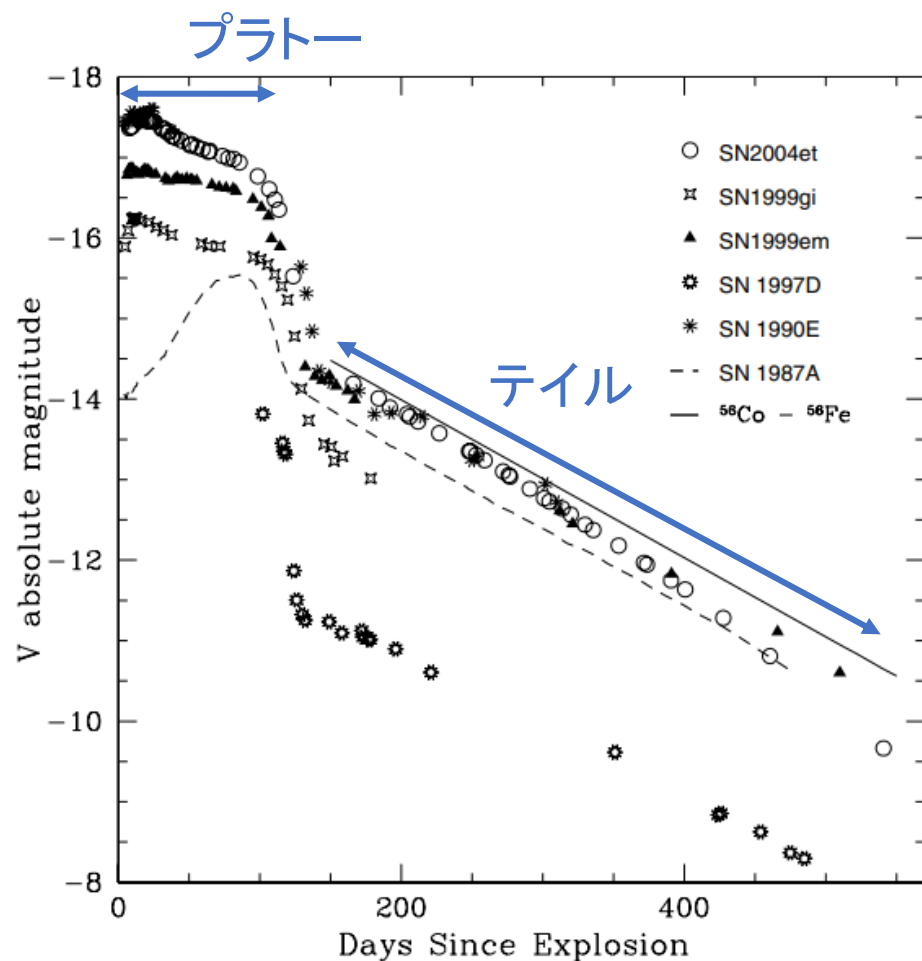 プラトー
-18
-16
-14
-12
-10
-8
V absolute magnitude
SN2004et
SN1999gi
SN1999em
SN 1997D
SN 1990E
SN 1987A
⁵⁶Co – ⁵⁶Fe
テイル
0
200
400
Days Since Explosion